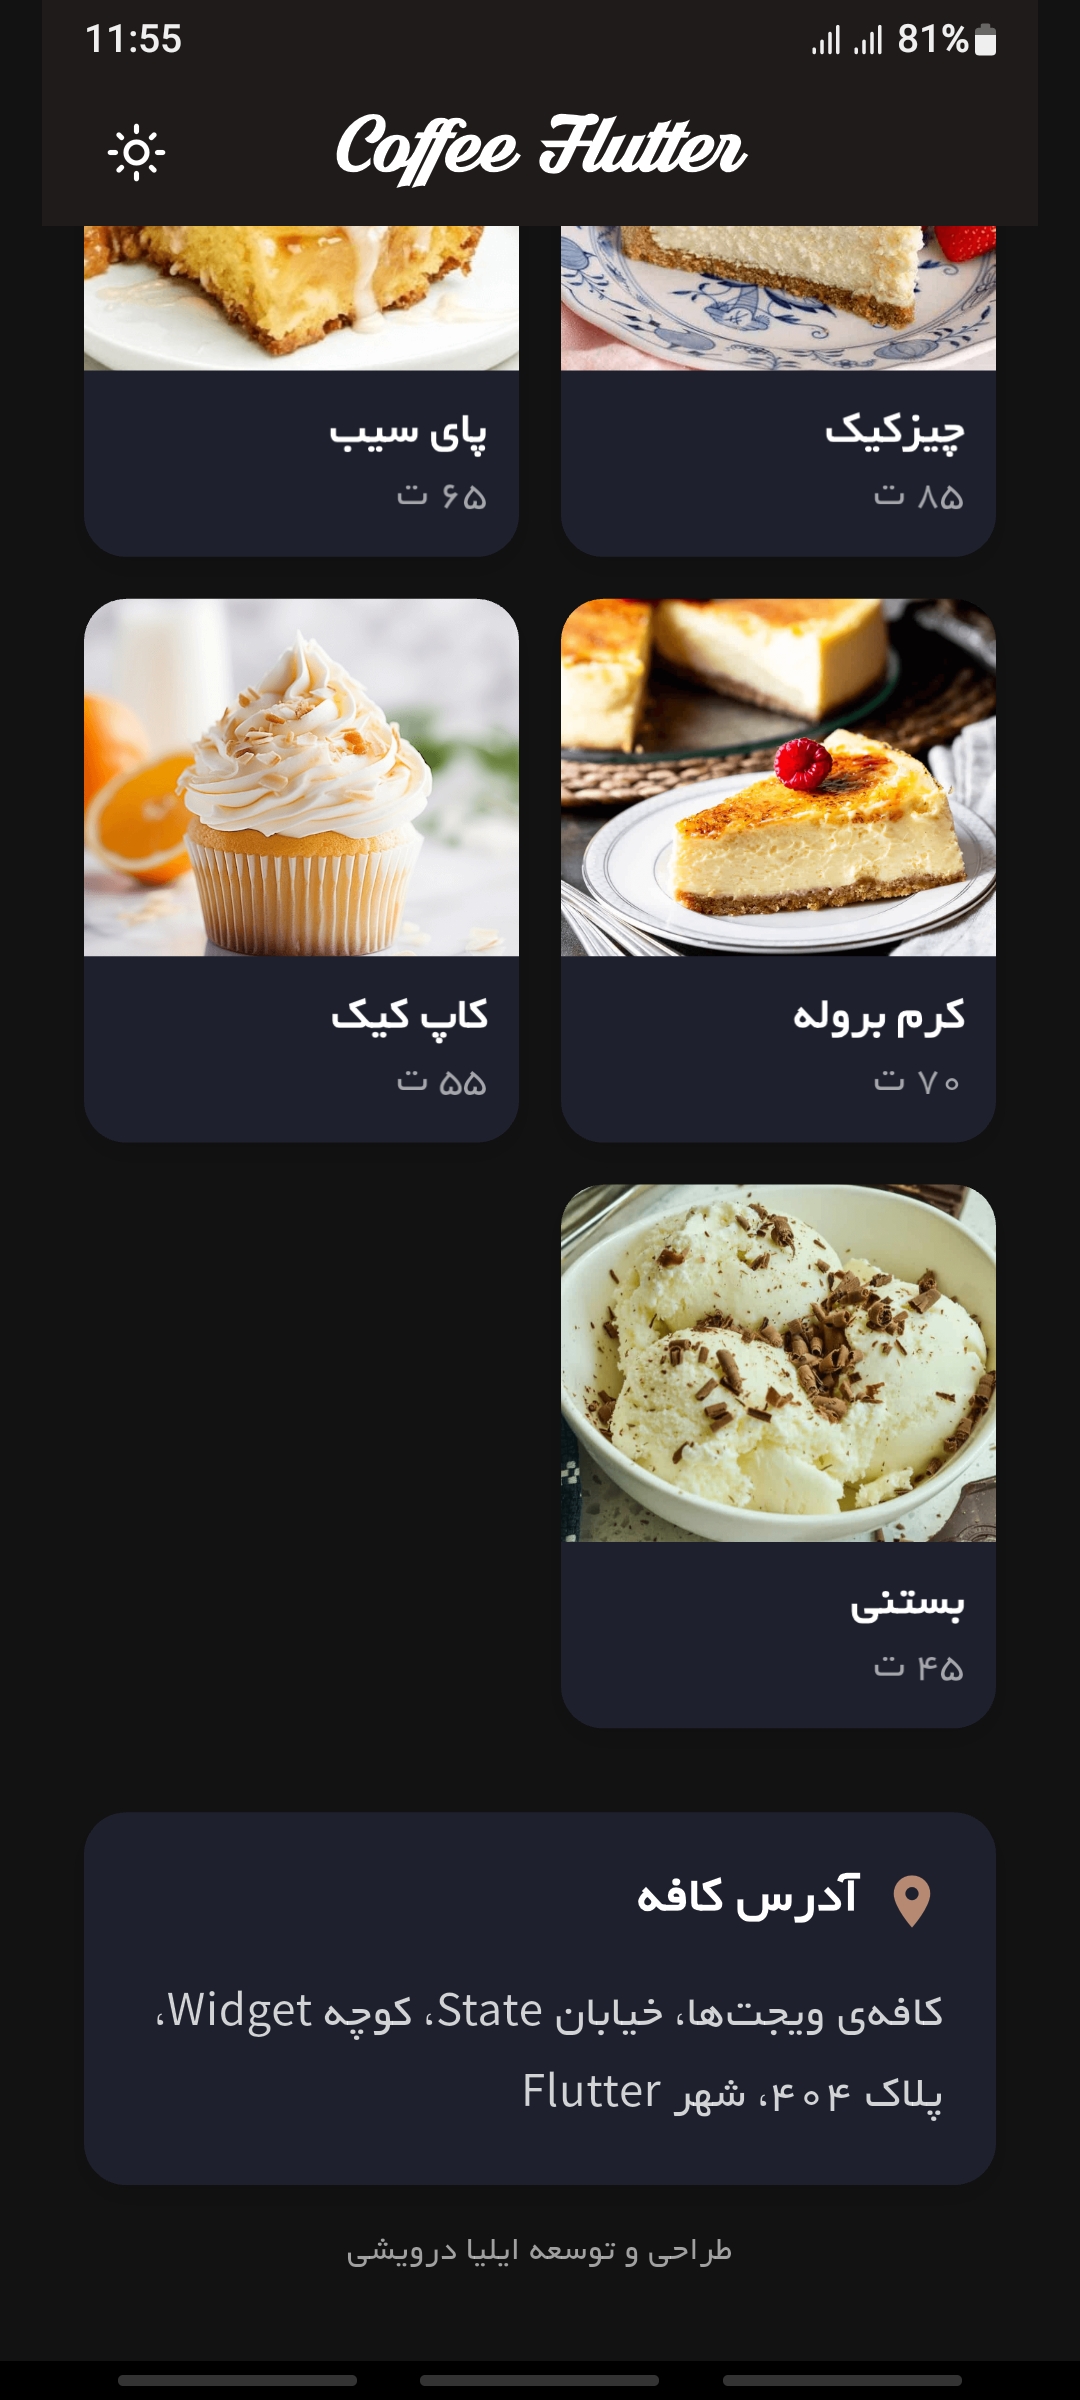 11:55
81%
Coffee Flutter
چیزکیک
۸۵ ت
پای سیب
۶۵ ت
کرم بروله
۷۰ ت
کاپ کیک
۵۵ ت
بستنی
۴۵ ت
آدرس کافه
کافه‌ی ویجت‌ها، خیابان State، کوچه Widget،
پلاک ۴۰۴، شهر Flutter
طراحی و توسعه ایلیا درویشی